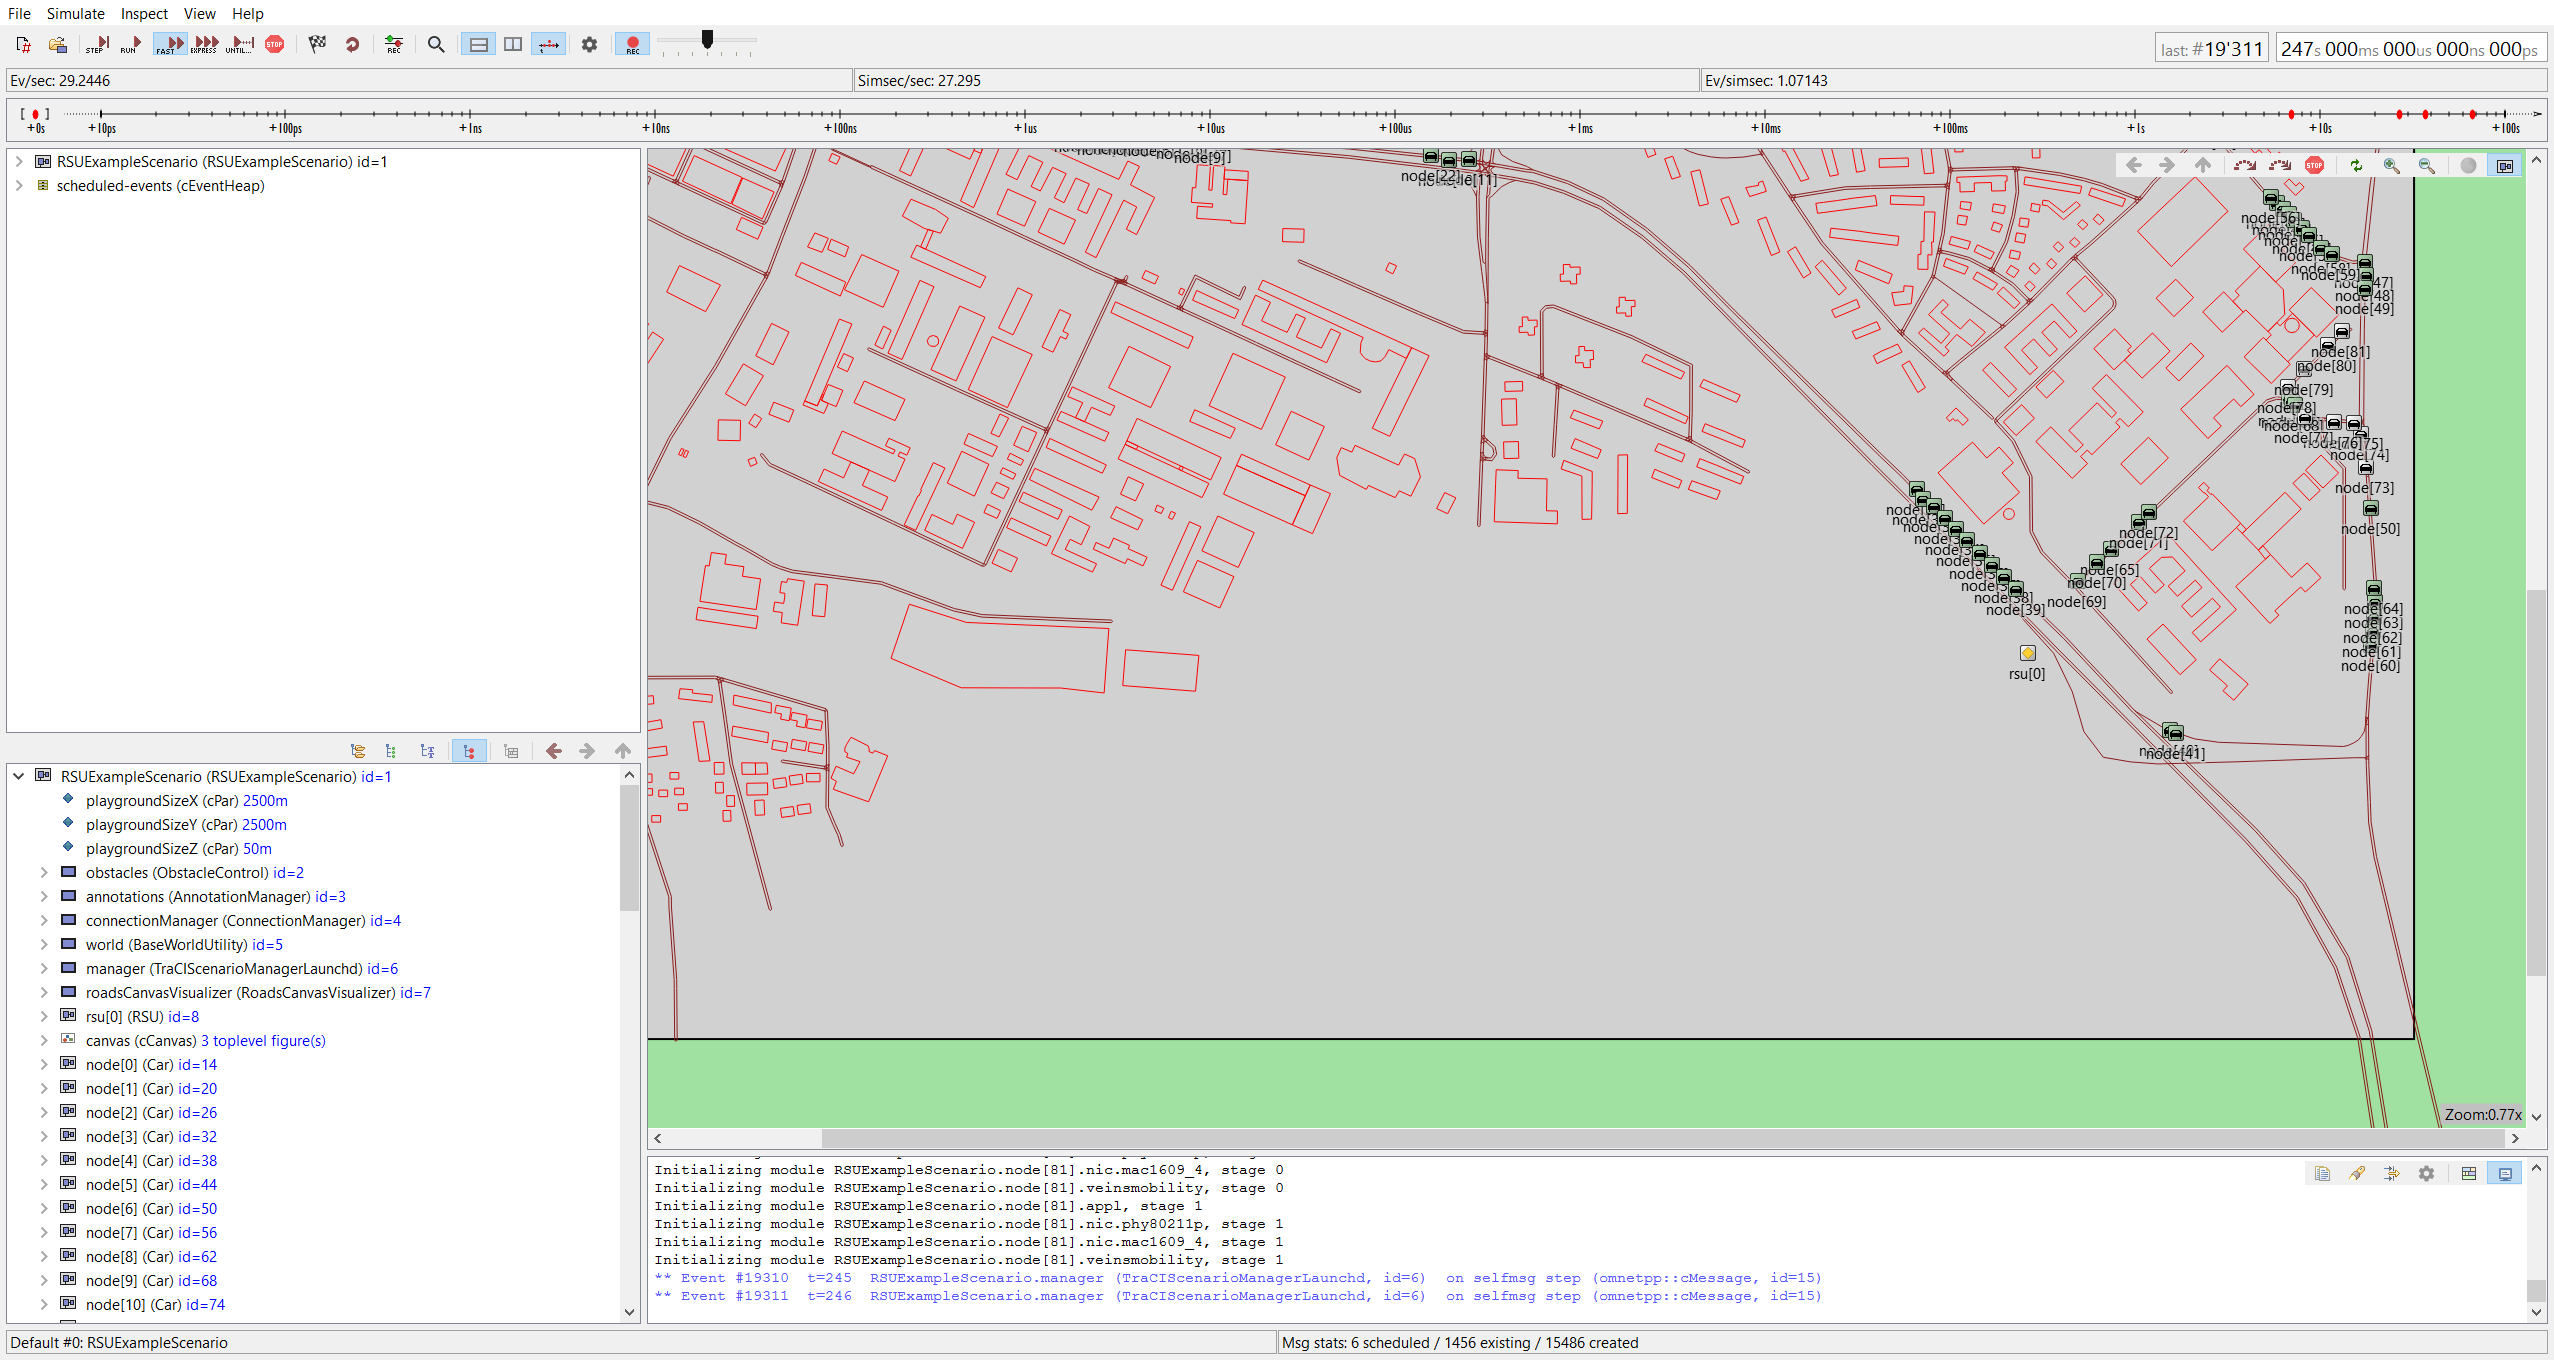 File Simulate Inspect View Help
STEP RUN FAST EXPRESS UNTIL... STOP REC REC
last: #19'311 247s 000ms 000us 000ns 000ps
Ev/sec: 29.2446 Simsec/sec: 27.295 Ev/simsec: 1.07143
+0s +10ps +100ps +1ns +10ns +100ns +1us +10us +100us +1ms +10ms +100ms +1s +10s +100s
RSUExampleScenario (RSUExampleScenario) id=1
scheduled-events (cEventHeap)
RSUExampleScenario (RSUExampleScenario) id=1
playgroundSizeX (cPar) 2500m
playgroundSizeY (cPar) 2500m
playgroundSizeZ (cPar) 50m
obstacles (ObstacleControl) id=2
annotations (AnnotationManager) id=3
connectionManager (ConnectionManager) id=4
world (BaseWorldUtility) id=5
manager (TraCIScenarioManagerLaunchd) id=6
roadsCanvasVisualizer (RoadsCanvasVisualizer) id=7
rsu[0] (RSU) id=8
canvas (cCanvas) 3 toplevel figure(s)
node[0] (Car) id=14
node[1] (Car) id=20
node[2] (Car) id=26
node[3] (Car) id=32
node[4] (Car) id=38
node[5] (Car) id=44
node[6] (Car) id=50
node[7] (Car) id=56
node[8] (Car) id=62
node[9] (Car) id=68
node[10] (Car) id=74
node[9]
node[22]
node[11]
STOP
node[56]
node[59]
node[48]
node[49]
node[81]
node[80]
node[79]
node[78]
node[77]
node[74]
node[73]
node[50]
node[72]
node[71]
node[65]
node[70]
node[69]
node[38]
node[39]
node[64]
node[63]
node[62]
node[61]
node[60]
rsu[0]
node[41]
Zoom:0.77x
Initializing module RSUExampleScenario.node[81].nic.mac1609_4, stage 0
Initializing module RSUExampleScenario.node[81].veinsmobility, stage 0
Initializing module RSUExampleScenario.node[81].appl, stage 1
Initializing module RSUExampleScenario.node[81].nic.phy80211p, stage 1
Initializing module RSUExampleScenario.node[81].nic.mac1609_4, stage 1
Initializing module RSUExampleScenario.node[81].veinsmobility, stage 1
** Event #19310 t=245 RSUExampleScenario.manager (TraCIScenarioManagerLaunchd, id=6) on selfmsg step (omnetpp::cMessage, id=15)
** Event #19311 t=246 RSUExampleScenario.manager (TraCIScenarioManagerLaunchd, id=6) on selfmsg step (omnetpp::cMessage, id=15)
Default #0: RSUExampleScenario
Msg stats: 6 scheduled / 1456 existing / 15486 created